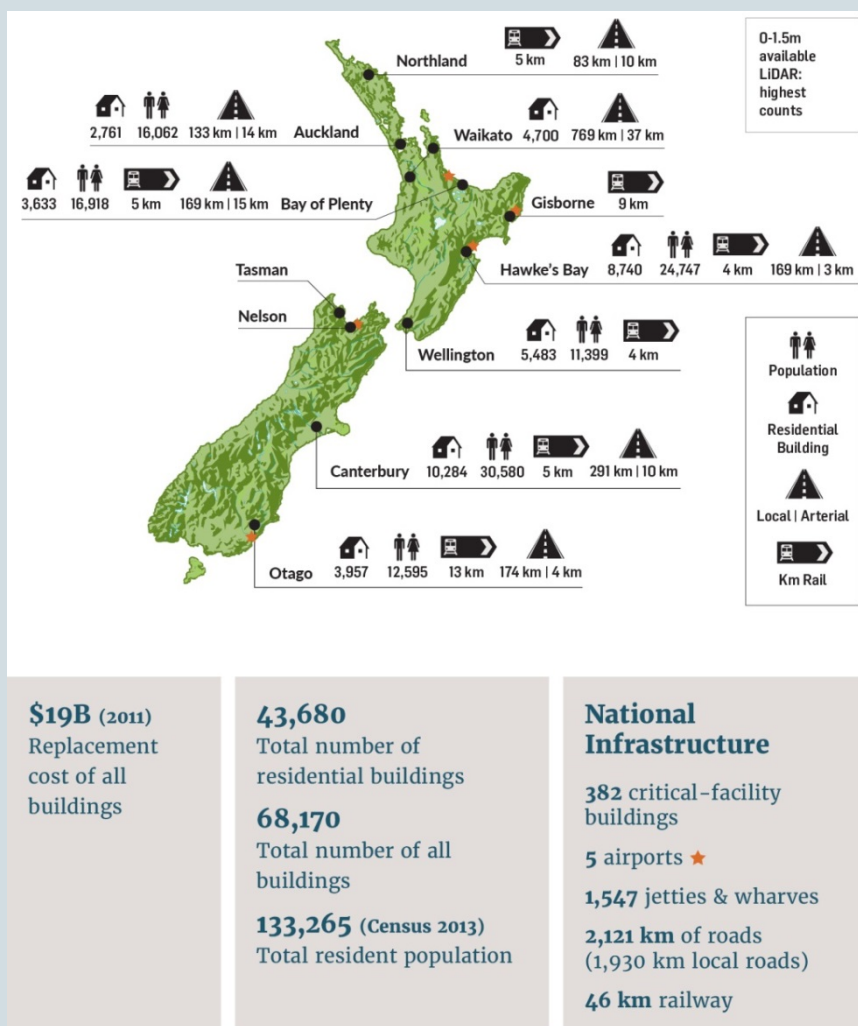 Northland
5 km 83 km | 10 km
0-1.5m
available
LiDAR:
highest
counts
2,761 16,062 133 km | 14 km Auckland
Waikato 4,700 769 km | 37 km
3,633 16,918 5 km 169 km | 15 km Bay of Plenty
Gisborne 9 km
Hawke's Bay 8,740 24,747 4 km 169 km | 3 km
Tasman
Nelson
Wellington 5,483 11,399 4 km
Canterbury 10,284 30,580 5 km 291 km | 10 km
Otago 3,957 12,595 13 km 174 km | 4 km
Population
Residential
Building
Local | Arterial
Km Rail
$19B (2011)
Replacement
cost of all
buildings
43,680
Total number of
residential buildings
68,170
Total number of all
buildings
133,265 (Census 2013)
Total resident population
National
Infrastructure
382 critical-facility
buildings
5 airports
1,547 jetties & wharves
2,121 km of roads
(1,930 km local roads)
46 km railway